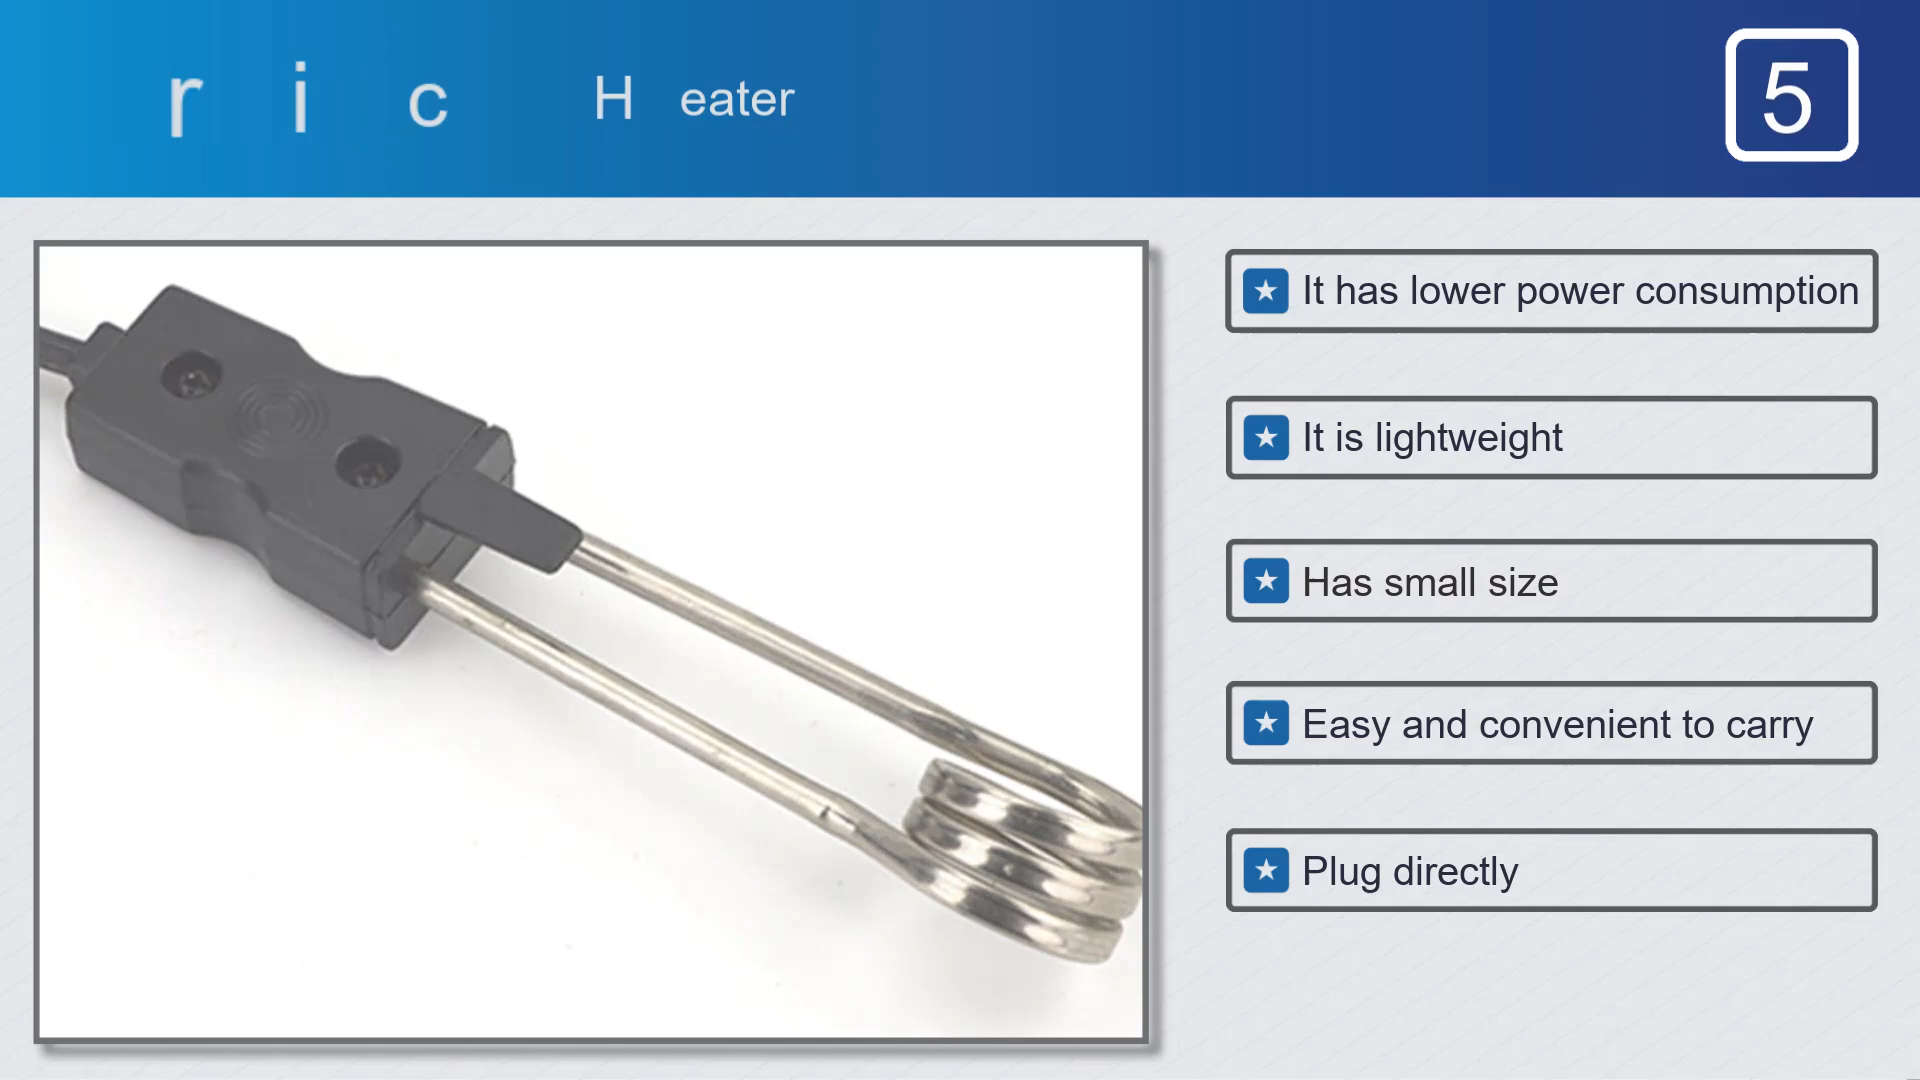 r i c H eater
5
It has lower power consumption
It is lightweight
Has small size
Easy and convenient to carry
Plug directly